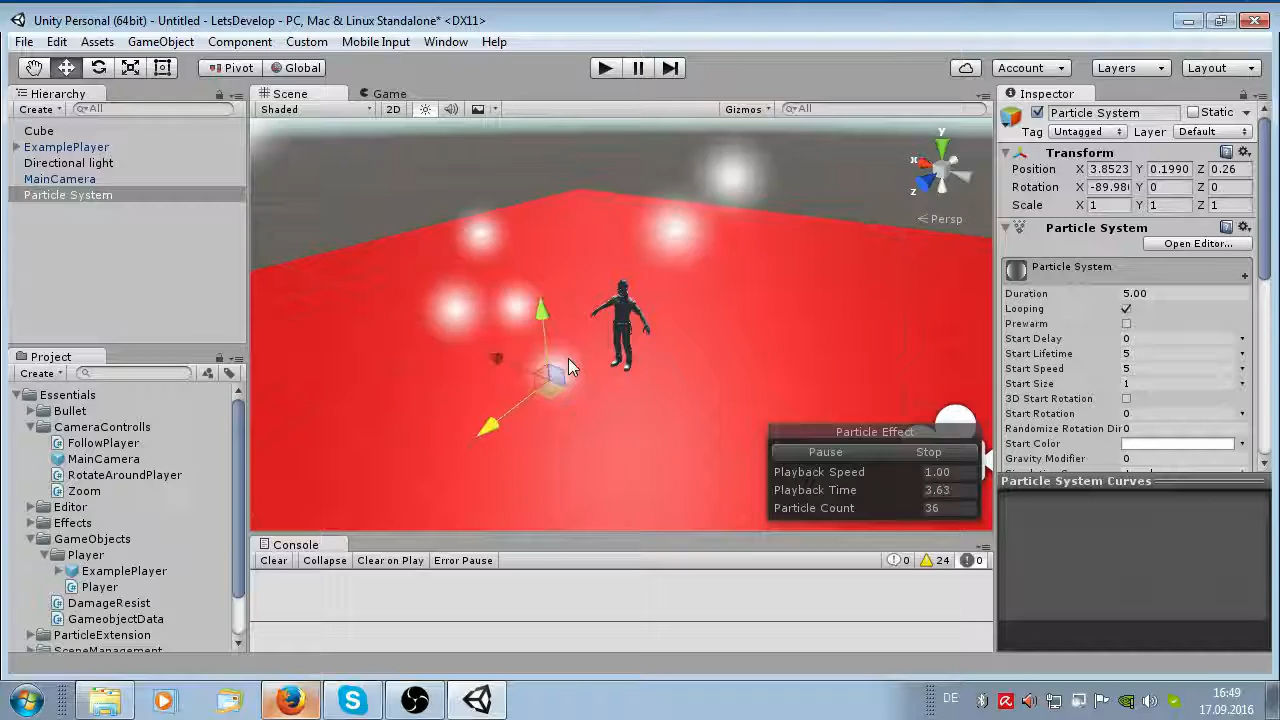 Unity Personal (64bit) - Untitled - LetsDevelop - PC, Mac & Linux Standalone* <DX11>
File Edit Assets GameObject Component Custom Mobile Input Window Help
Pivot Global Account Layers Layout
Hierarchy
Create All
Cube
ExamplePlayer
Directional light
MainCamera
Particle System
Scene Game
Shaded 2D Gizmos All
y
x
z
Persp
Particle Effect
Pause Stop
Playback Speed 1.00
Playback Time 3.63
Particle Count 36
Inspector
Particle System Static
Tag Untagged Layer Default
Transform
Position X 3.8523 Y 0.1990 Z 0.26
Rotation X -89.98 Y 0 Z 0
Scale X 1 Y 1 Z 1
Particle System
Open Editor...
Particle System
Duration 5.00
Looping
Prewarm
Start Delay 0
Start Lifetime 5
Start Speed 5
Start Size 1
3D Start Rotation
Start Rotation 0
Randomize Rotation Dir 0
Start Color
Gravity Modifier 0
Particle System Curves
Project
Create
Essentials
Bullet
CameraControlls
FollowPlayer
MainCamera
RotateAroundPlayer
Zoom
Editor
Effects
GameObjects
Player
ExamplePlayer
Player
DamageResist
GameobjectData
ParticleExtension
SceneManagement
Console
Clear Collapse Clear on Play Error Pause 0 24 0
DE
16:49
17.09.2016